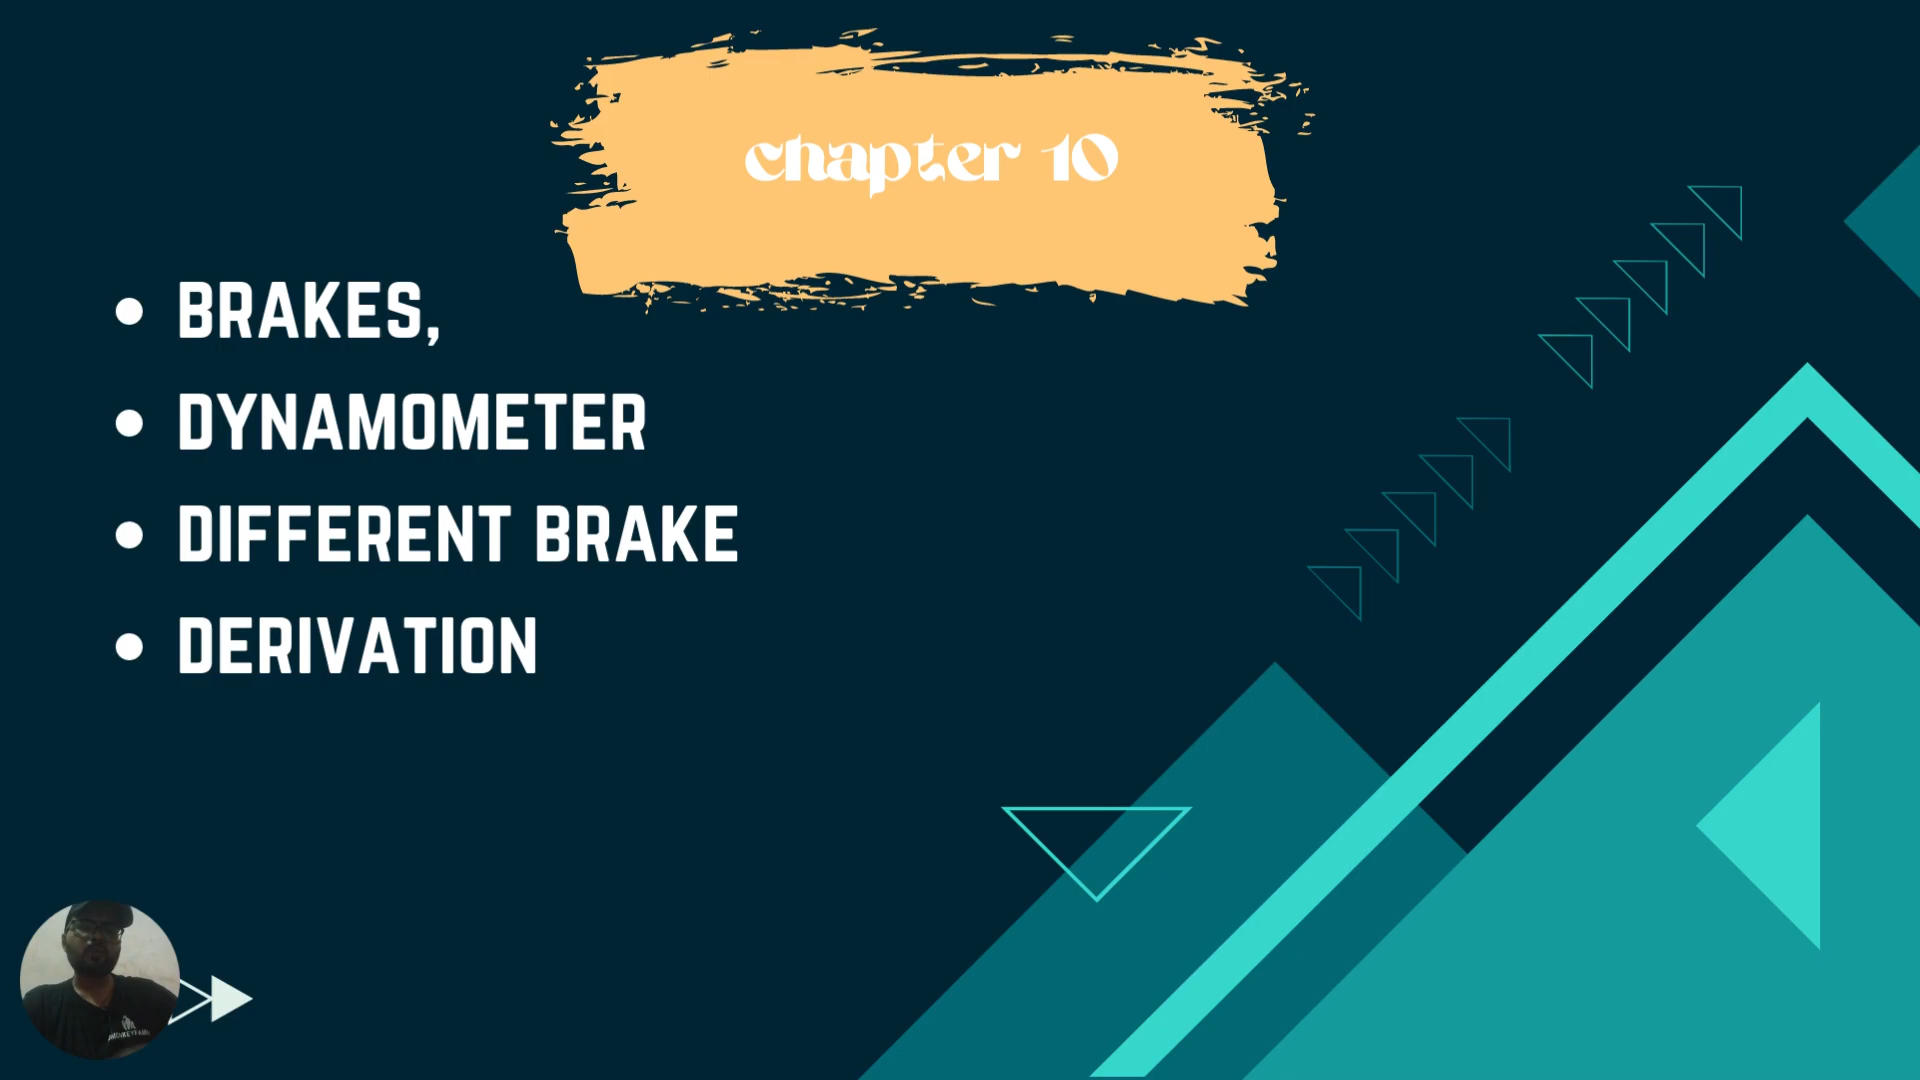 chapter 10
BRAKES,
DYNAMOMETER
DIFFERENT BRAKE
DERIVATION